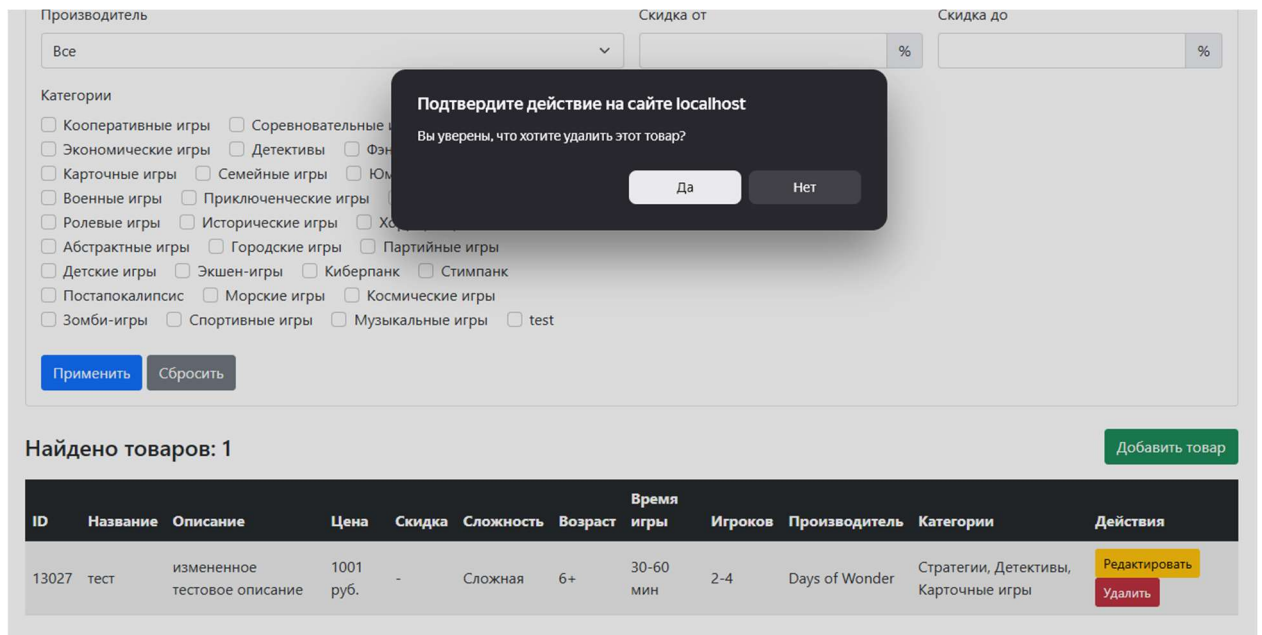 Производитель Скидка от Скидка до
Все % %
Категории
Подтвердите действие на сайте localhost
Вы уверены, что хотите удалить этот товар?
Да Нет
Кооперативные игры Соревновательные
Экономические игры Детективы
Карточные игры Семейные игры
Военные игры Приключенческие игры
Ролевые игры Исторические игры
Абстрактные игры Городские игры Партийные игры
Детские игры Экшен-игры Киберпанк Стимпанк
Постапокалипсис Морские игры Космические игры
Зомби-игры Спортивные игры Музыкальные игры test
Применить Сбросить
Найдено товаров: 1 Добавить товар
ID Название Описание Цена Скидка Сложность Возраст Время игры Игроков Производитель Категории Действия
13027 тест измененное тестовое описание 1001 руб. - Сложная 6+ 30-60 мин 2-4 Days of Wonder Стратегии, Детективы, Карточные игры Редактировать
Удалить